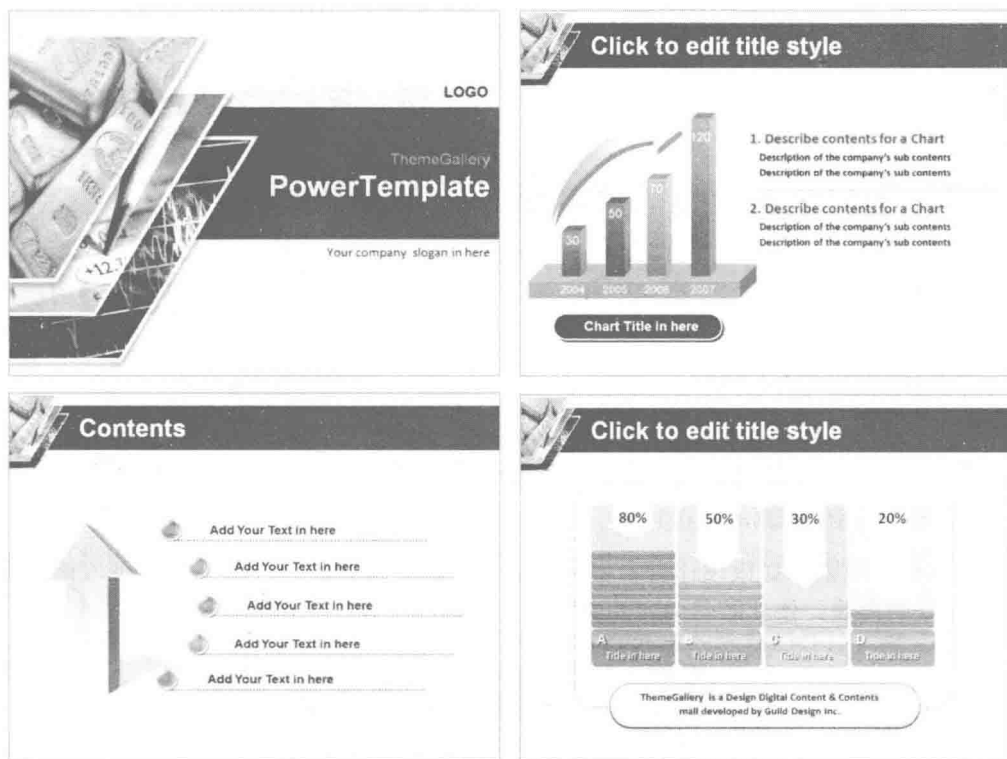 LOGO
ThemeGallery
PowerTemplate
Your company slogan in here
+12.
Click to edit title style
120
70
50
30
2004 2005 2006 2007
Chart Title in here
1. Describe contents for a Chart
Description of the company's sub contents
Description of the company's sub contents
2. Describe contents for a Chart
Description of the company's sub contents
Description of the company's sub contents
Contents
Add Your Text in here
Add Your Text in here
Add Your Text in here
Add Your Text in here
Add Your Text in here
Click to edit title style
80% 50% 30% 20%
A B C D
Title in here Title in here Title in here Title in here
ThemeGallery is a Design Digital Content & Contents
mall developed by Guild Design Inc.